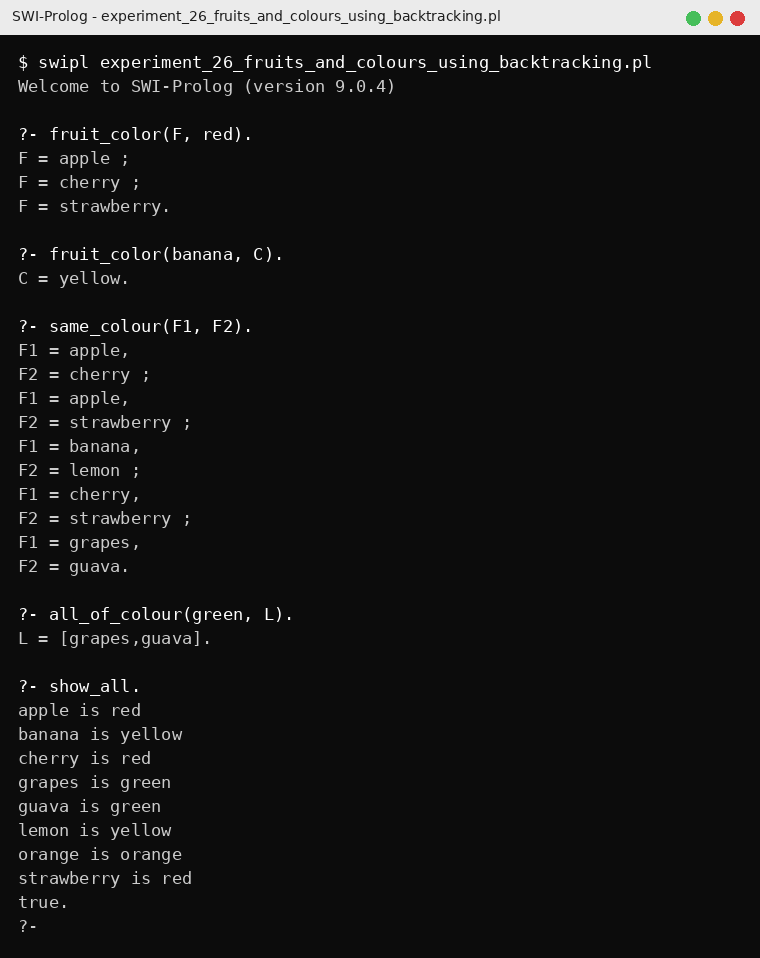 SWI-Prolog - experiment_26_fruits_and_colours_using_backtracking.pl
$ swipl experiment_26_fruits_and_colours_using_backtracking.pl
Welcome to SWI-Prolog (version 9.0.4)
?- fruit_color(F, red).
F = apple ;
F = cherry ;
F = strawberry.
?- fruit_color(banana, C).
C = yellow.
?- same_colour(F1, F2).
F1 = apple,
F2 = cherry ;
F1 = apple,
F2 = strawberry ;
F1 = banana,
F2 = lemon ;
F1 = cherry,
F2 = strawberry ;
F1 = grapes,
F2 = guava.
?- all_of_colour(green, L).
L = [grapes,guava].
?- show_all.
apple is red
banana is yellow
cherry is red
grapes is green
guava is green
lemon is yellow
orange is orange
strawberry is red
true.
?-